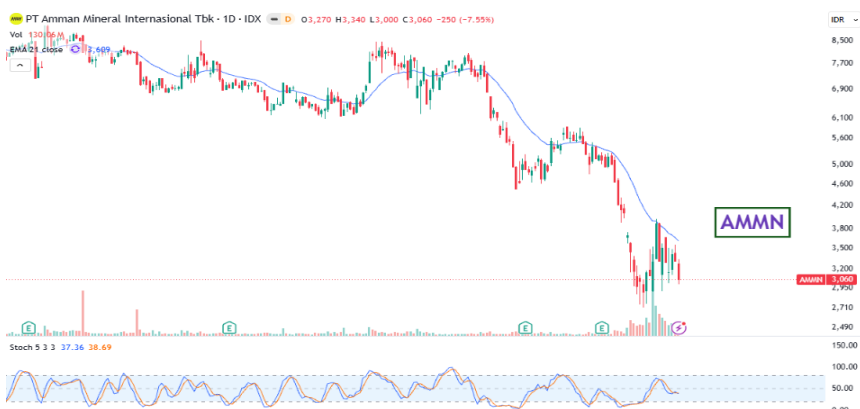 PT Amman Mineral Internasional Tbk · 1D · IDX D O3,270 H3,340 L3,000 C3,060 −250 (−7.55%) IDR
Vol 130.06 M
EMA 21 close 3,609
8,500
7,700
6,900
6,100
5,600
5,000
4,600
4,200
AMMN
3,800
3,500
3,200
AMMN 3,060
2,950
2,710
2,490
E E E E
Stoch 5 3 3 37.36 38.69
150.00
100.00
50.00
0.00